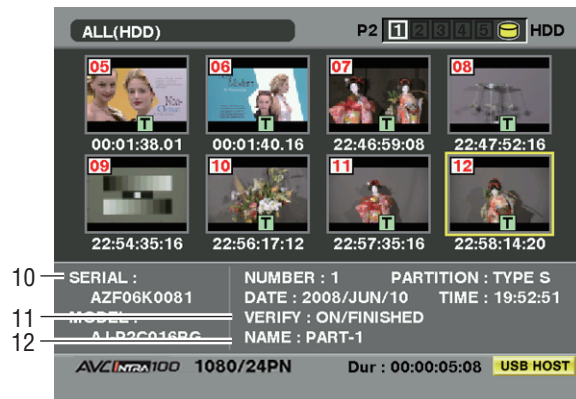 ALL(HDD) P2 1 2 3 4 5 HDD
05 06 07 08
T T T T
00:01:38.01 00:01:40.16 22:46:59:08 22:47:52:16
09 10 11 12
T T T
22:54:35:16 22:56:17:12 22:57:35:16 22:58:14:20
10 SERIAL : NUMBER : 1 PARTITION : TYPE S
AZF06K0081 DATE : 2008/JUN/10 TIME : 19:52:51
11 MODEL : VERIFY : ON/FINISHED
12 AJ-P2C016RG NAME : PART-1
AVC INTRA 100 1080/24PN Dur : 00:00:05:08 USB HOST